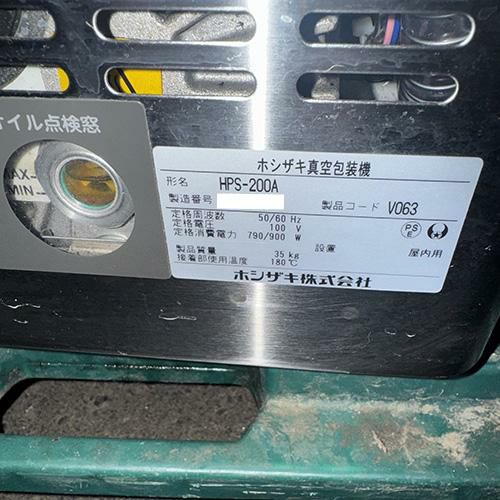 オイル点検窓
MAX
MIN
ホシザキ真空包装機
形名 HPS-200A
製造番号 製品コード V063
定格周波数 50/60 Hz
定格電圧 100 V
定格消費電力 790/900 W 設置 屋内用
PS
E
製品質量 35 kg
接着部使用温度 180℃
ホシザキ株式会社